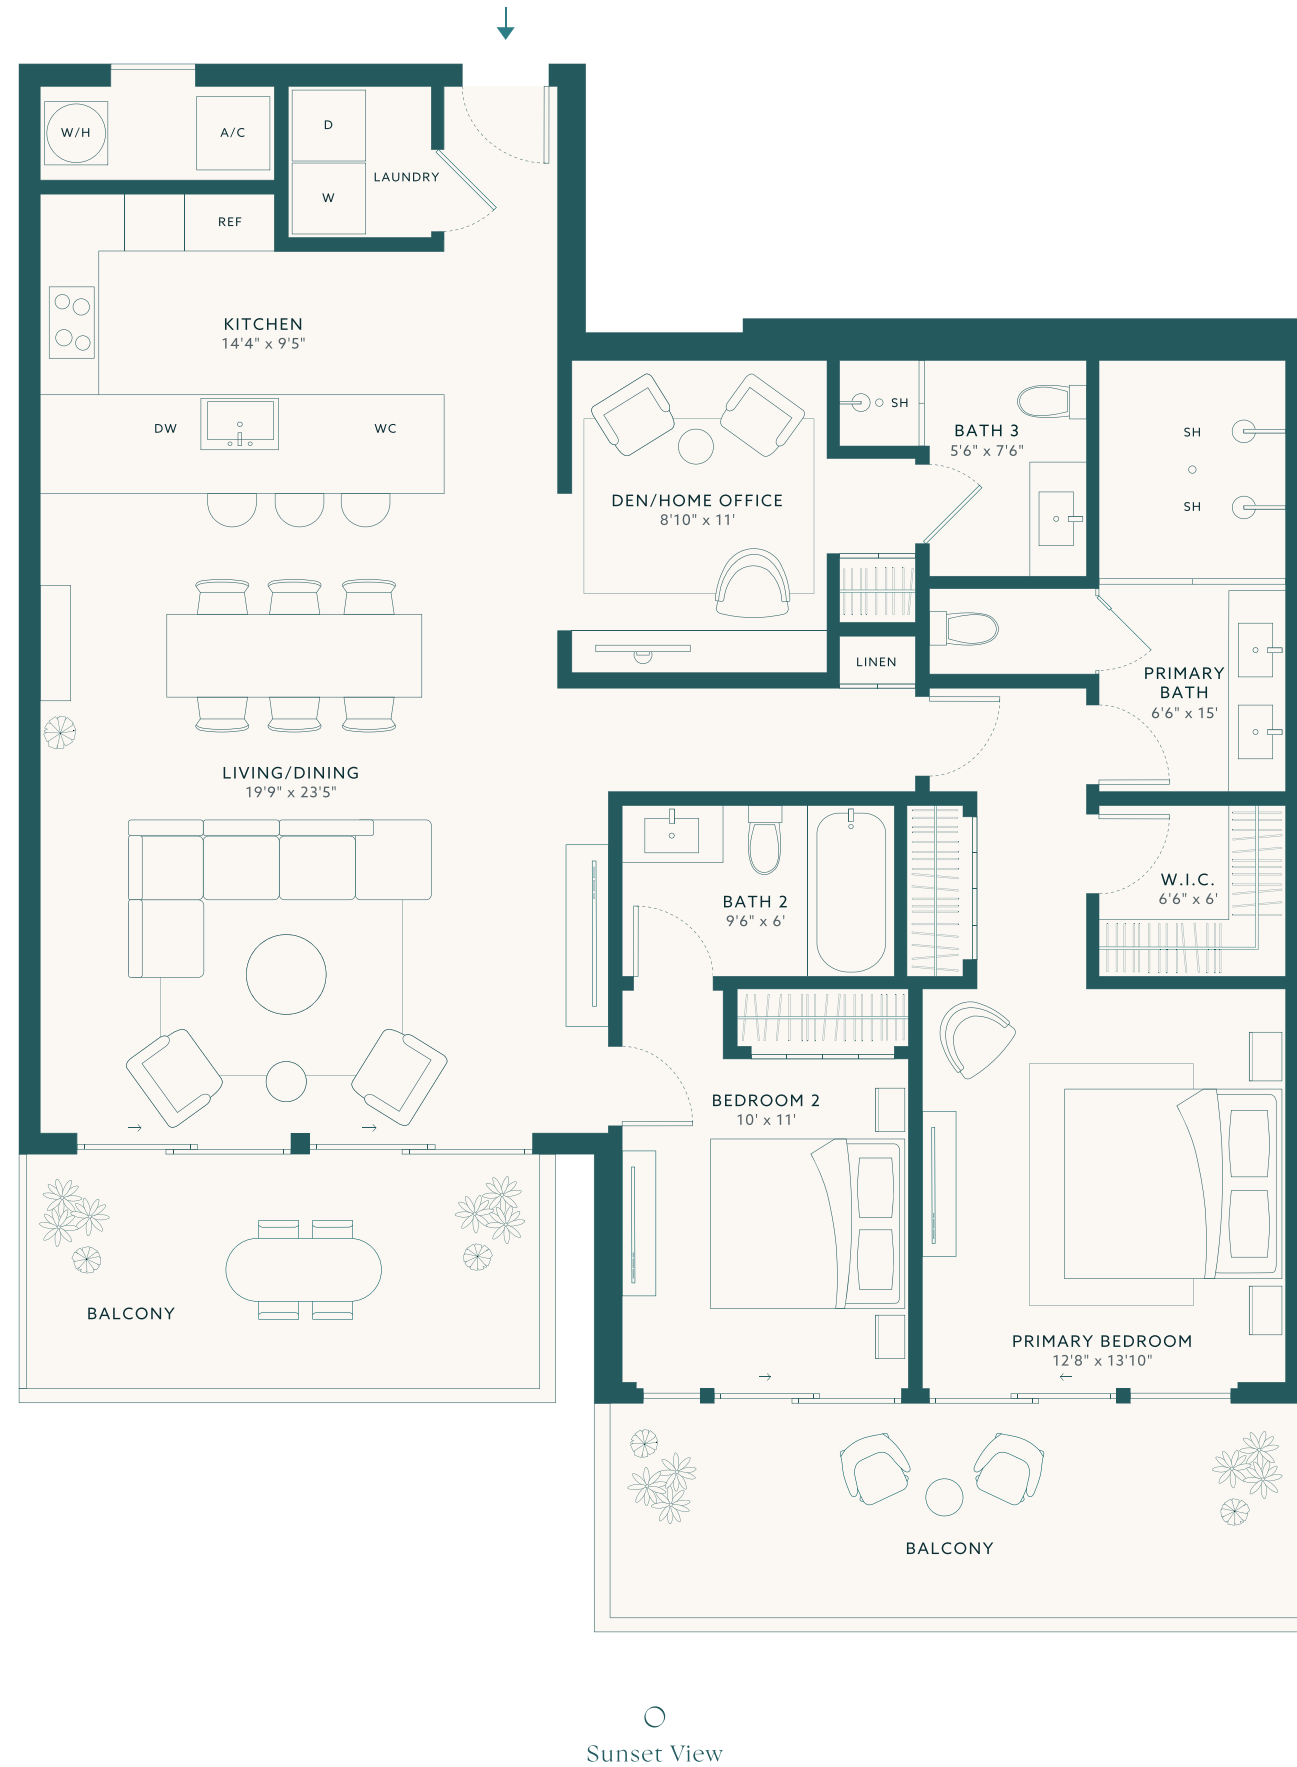 W/H
A/C
D
LAUNDRY
W
REF
KITCHEN
14'4" x 9'5"
DW
WC
SH
BATH 3
5'6" x 7'6"
SH
SH
DEN/HOME OFFICE
8'10" x 11'
LINEN
PRIMARY
BATH
6'6" x 15'
LIVING/DINING
19'9" x 23'5"
BATH 2
9'6" x 6'
W.I.C.
6'6" x 6'
BEDROOM 2
10' x 11'
BALCONY
PRIMARY BEDROOM
12'8" x 13'10"
BALCONY
Sunset View